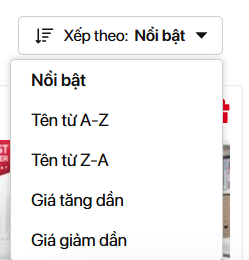 Xếp theo: Nổi bật
Nổi bật
Tên từ A-Z
Tên từ Z-A
Giá tăng dần
Giá giảm dần